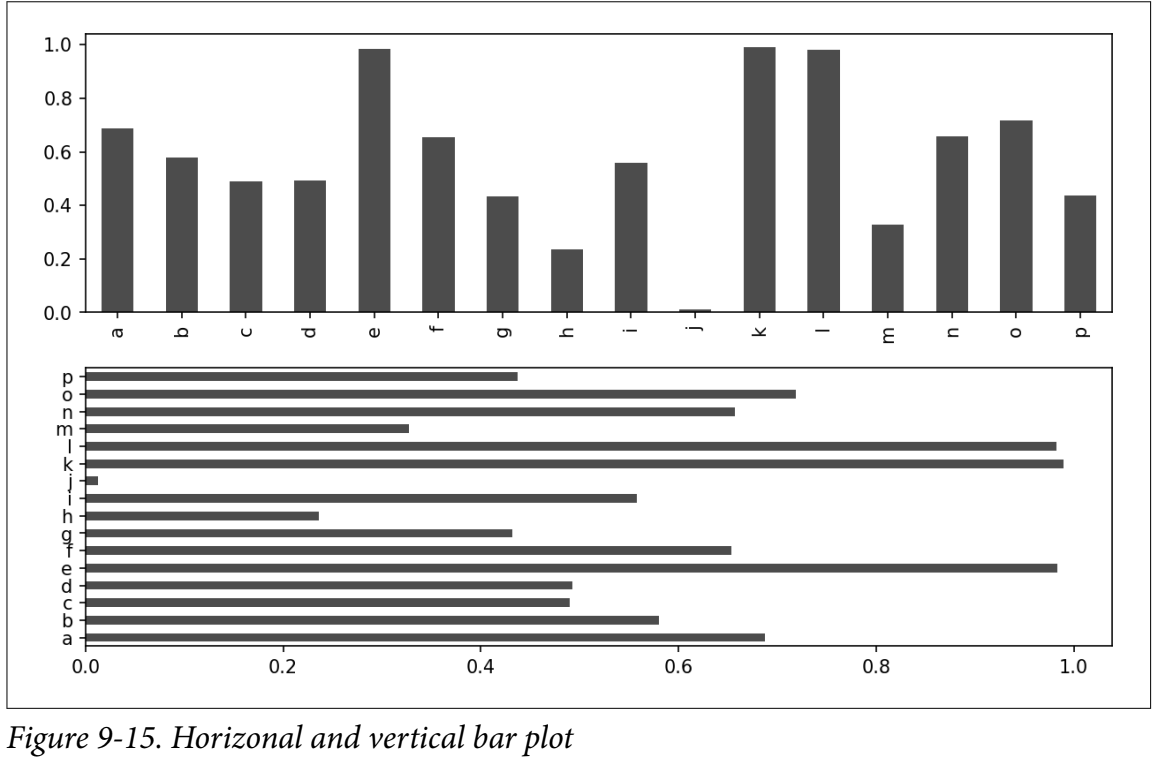 1.0
0.8
0.6
0.4
0.2
0.0
a b c d e f g h i j k l m n o p
p
o
n
m
l
k
j
i
h
g
f
e
d
c
b
a
0.0 0.2 0.4 0.6 0.8 1.0
Figure 9-15. Horizonal and vertical bar plot